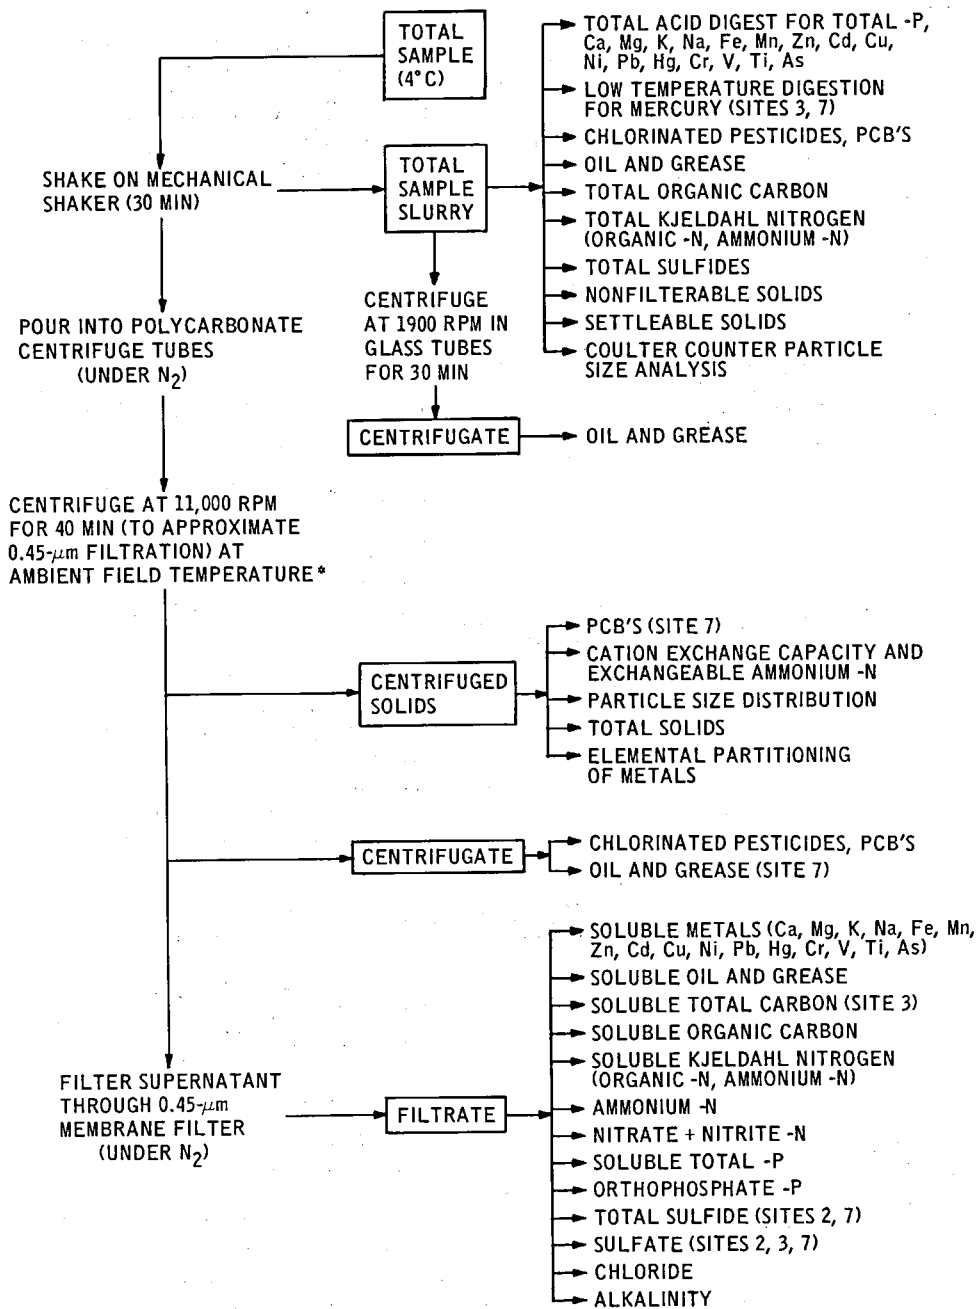 TOTAL
SAMPLE
(4°C)
SHAKE ON MECHANICAL
SHAKER (30 MIN)
TOTAL
SAMPLE
SLURRY
TOTAL ACID DIGEST FOR TOTAL -P,
Ca, Mg, K, Na, Fe, Mn, Zn, Cd, Cu,
Ni, Pb, Hg, Cr, V, Ti, As
LOW TEMPERATURE DIGESTION
FOR MERCURY (SITES 3, 7)
CHLORINATED PESTICIDES, PCB'S
OIL AND GREASE
TOTAL ORGANIC CARBON
TOTAL KJELDAHL NITROGEN
(ORGANIC -N, AMMONIUM -N)
TOTAL SULFIDES
NONFILTERABLE SOLIDS
SETTLEABLE SOLIDS
COULTER COUNTER PARTICLE
SIZE ANALYSIS
POUR INTO POLYCARBONATE
CENTRIFUGE TUBES
(UNDER N₂)
CENTRIFUGE
AT 1900 RPM IN
GLASS TUBES
FOR 30 MIN
CENTRIFUGATE
OIL AND GREASE
CENTRIFUGE AT 11,000 RPM
FOR 40 MIN (TO APPROXIMATE
0.45-μm FILTRATION) AT
AMBIENT FIELD TEMPERATURE*
CENTRIFUGED
SOLIDS
PCB'S (SITE 7)
CATION EXCHANGE CAPACITY AND
EXCHANGEABLE AMMONIUM -N
PARTICLE SIZE DISTRIBUTION
TOTAL SOLIDS
ELEMENTAL PARTITIONING
OF METALS
CENTRIFUGATE
CHLORINATED PESTICIDES, PCB'S
OIL AND GREASE (SITE 7)
FILTER SUPERNATANT
THROUGH 0.45-μm
MEMBRANE FILTER
(UNDER N₂)
FILTRATE
SOLUBLE METALS (Ca, Mg, K, Na, Fe, Mn,
Zn, Cd, Cu, Ni, Pb, Hg, Cr, V, Ti, As)
SOLUBLE OIL AND GREASE
SOLUBLE TOTAL CARBON (SITE 3)
SOLUBLE ORGANIC CARBON
SOLUBLE KJELDAHL NITROGEN
(ORGANIC -N, AMMONIUM -N)
AMMONIUM -N
NITRATE + NITRITE -N
SOLUBLE TOTAL -P
ORTHOPHOSPHATE -P
TOTAL SULFIDE (SITES 2, 7)
SULFATE (SITES 2, 3, 7)
CHLORIDE
ALKALINITY